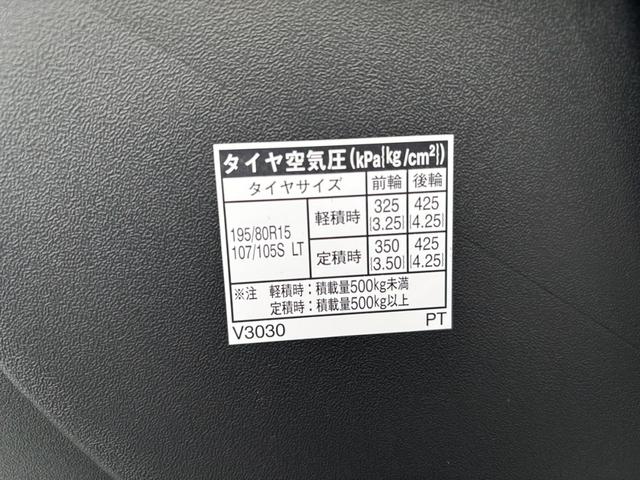 タイヤ空気圧(kPa{kg/cm²})
タイヤサイズ 前輪 後輪
195/80R15 107/105S LT 軽積時 325 {3.25} 425 {4.25}
定積時 350 {3.50} 425 {4.25}
※注 軽積時:積載量500kg未満
定積時:積載量500kg以上
V3030 PT